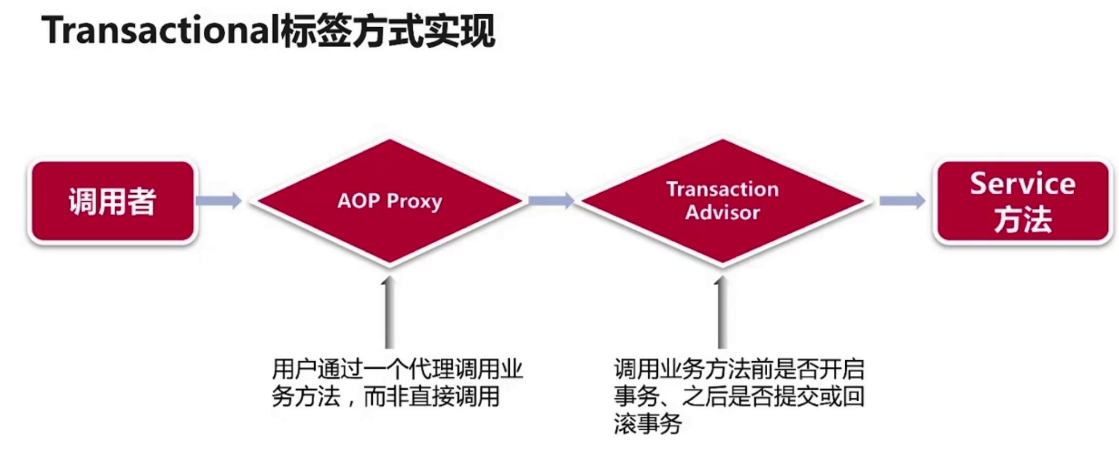 Transactional标签方式实现
调用者
AOP Proxy
Transaction
Advisor
Service
方法
用户通过一个代理调用业
务方法，而非直接调用
调用业务方法前是否开启
事务、之后是否提交或回
滚事务